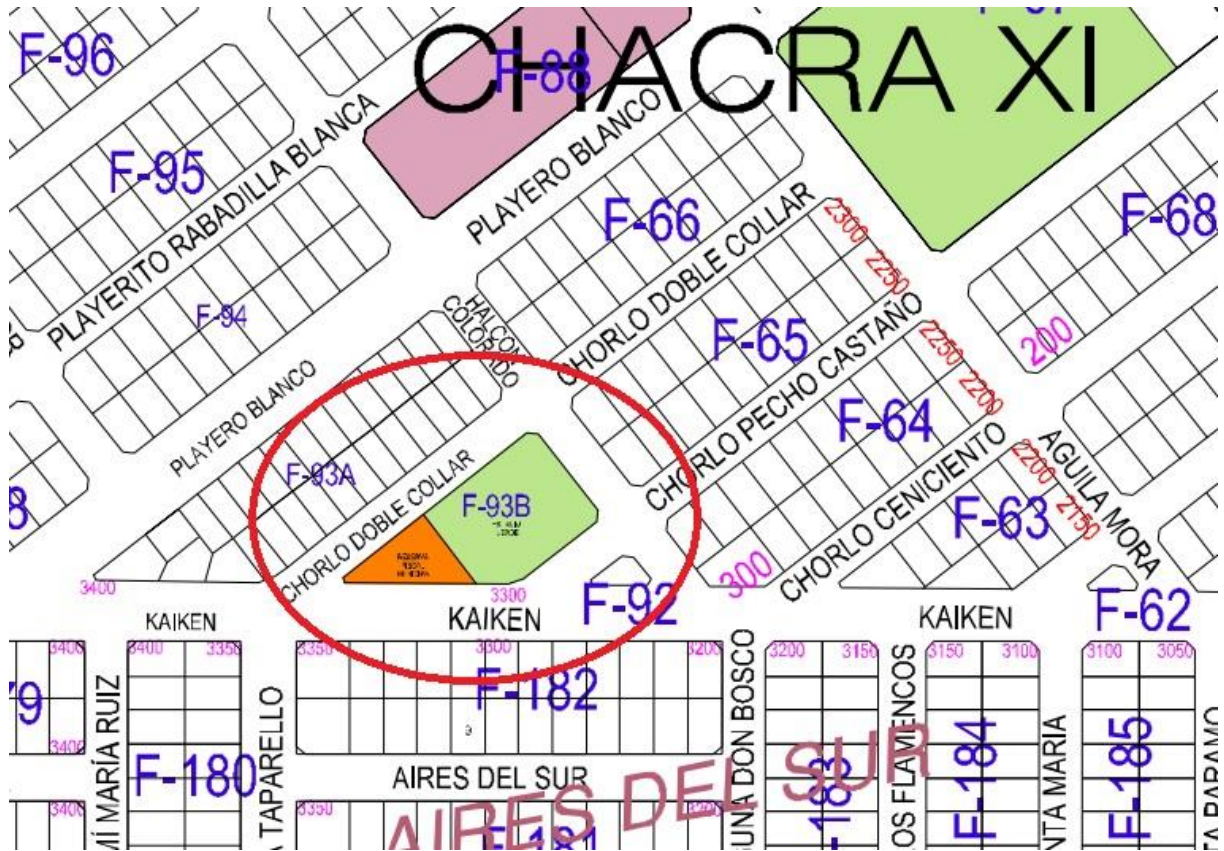 F-96
F-88
CHACRA XI
F-95
PLAYERITO RABADILLA BLANCA
PLAYERO BLANCO
F-66
F-68
CHORLO DOBLE COLLAR
2300
2250
F-94
HALCON
COLORADO
F-65
CHORLO PECHO CASTAÑO
200
2250
2200
PLAYERO BLANCO
F-64
F-93A
CHORLO DOBLE COLLAR
F-93B
CHORLO CENICIENTO
AGUILA MORA
2200
2150
F-63
3400
3300
F-92
300
F-62
KAIKEN
KAIKEN
KAIKEN
3400
3400
3350
3350
3300
3200
3200
3150
3150
3100
3100
3050
F-182
F-180
F-183
F-184
F-185
3400
MARÍA RUIZ
TAPARELLO
AIRES DEL SUR
DON BOSCO
FLAMENCOS
MARIA
PARAMO
AIRES DEL SUR
3400
3350
3200
F-181